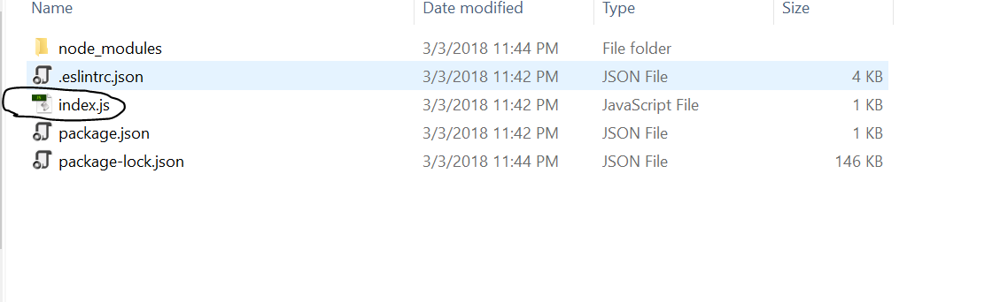 Name Date modified Type Size
node_modules 3/3/2018 11:44 PM File folder
.eslintrc.json 3/3/2018 11:42 PM JSON File 4 KB
index.js 3/3/2018 11:42 PM JavaScript File 1 KB
package.json 3/3/2018 11:42 PM JSON File 1 KB
package-lock.json 3/3/2018 11:44 PM JSON File 146 KB